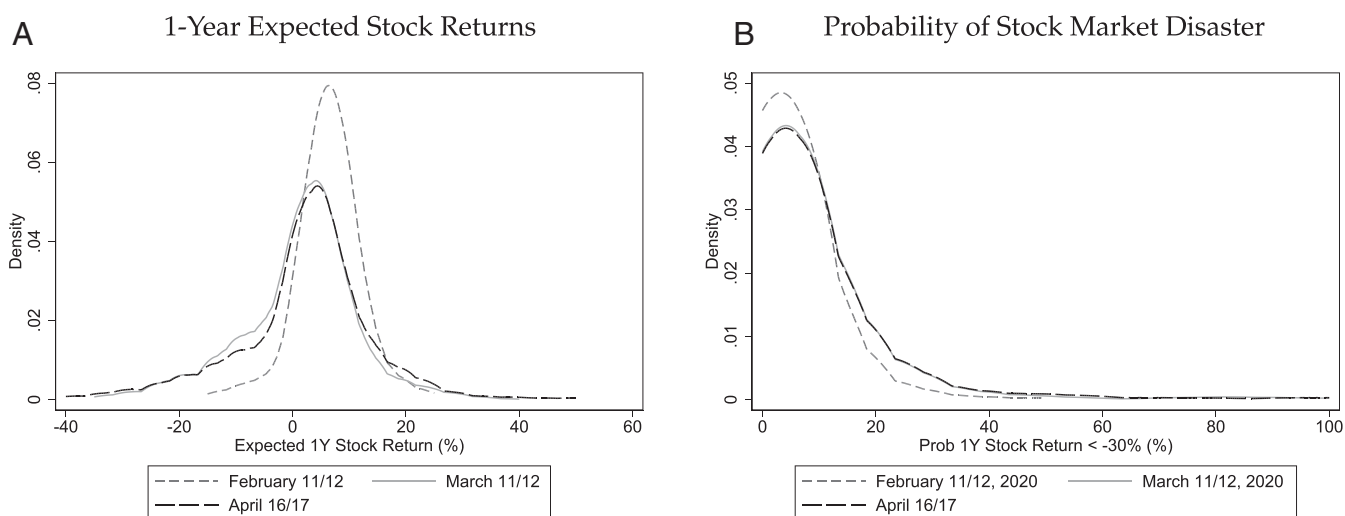 A
1-Year Expected Stock Returns
Density
.08
.06
.04
.02
0
-40
-20
0
20
40
60
Expected 1Y Stock Return (%)
February 11/12
March 11/12
April 16/17
B
Probability of Stock Market Disaster
Density
.05
.04
.03
.02
.01
0
0
20
40
60
80
100
Prob 1Y Stock Return < -30% (%)
February 11/12, 2020
March 11/12, 2020
April 16/17